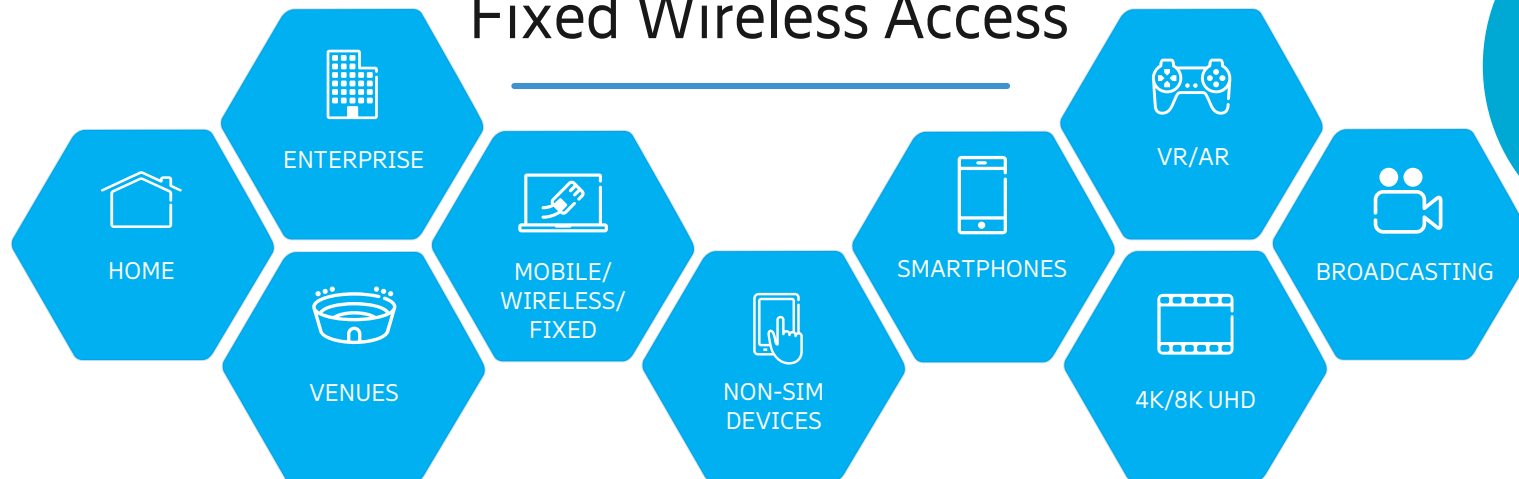 Fixed Wireless Access
HOME
ENTERPRISE
VENUES
MOBILE/
WIRELESS/
FIXED
NON-SIM
DEVICES
SMARTPHONES
VR/AR
4K/8K UHD
BROADCASTING